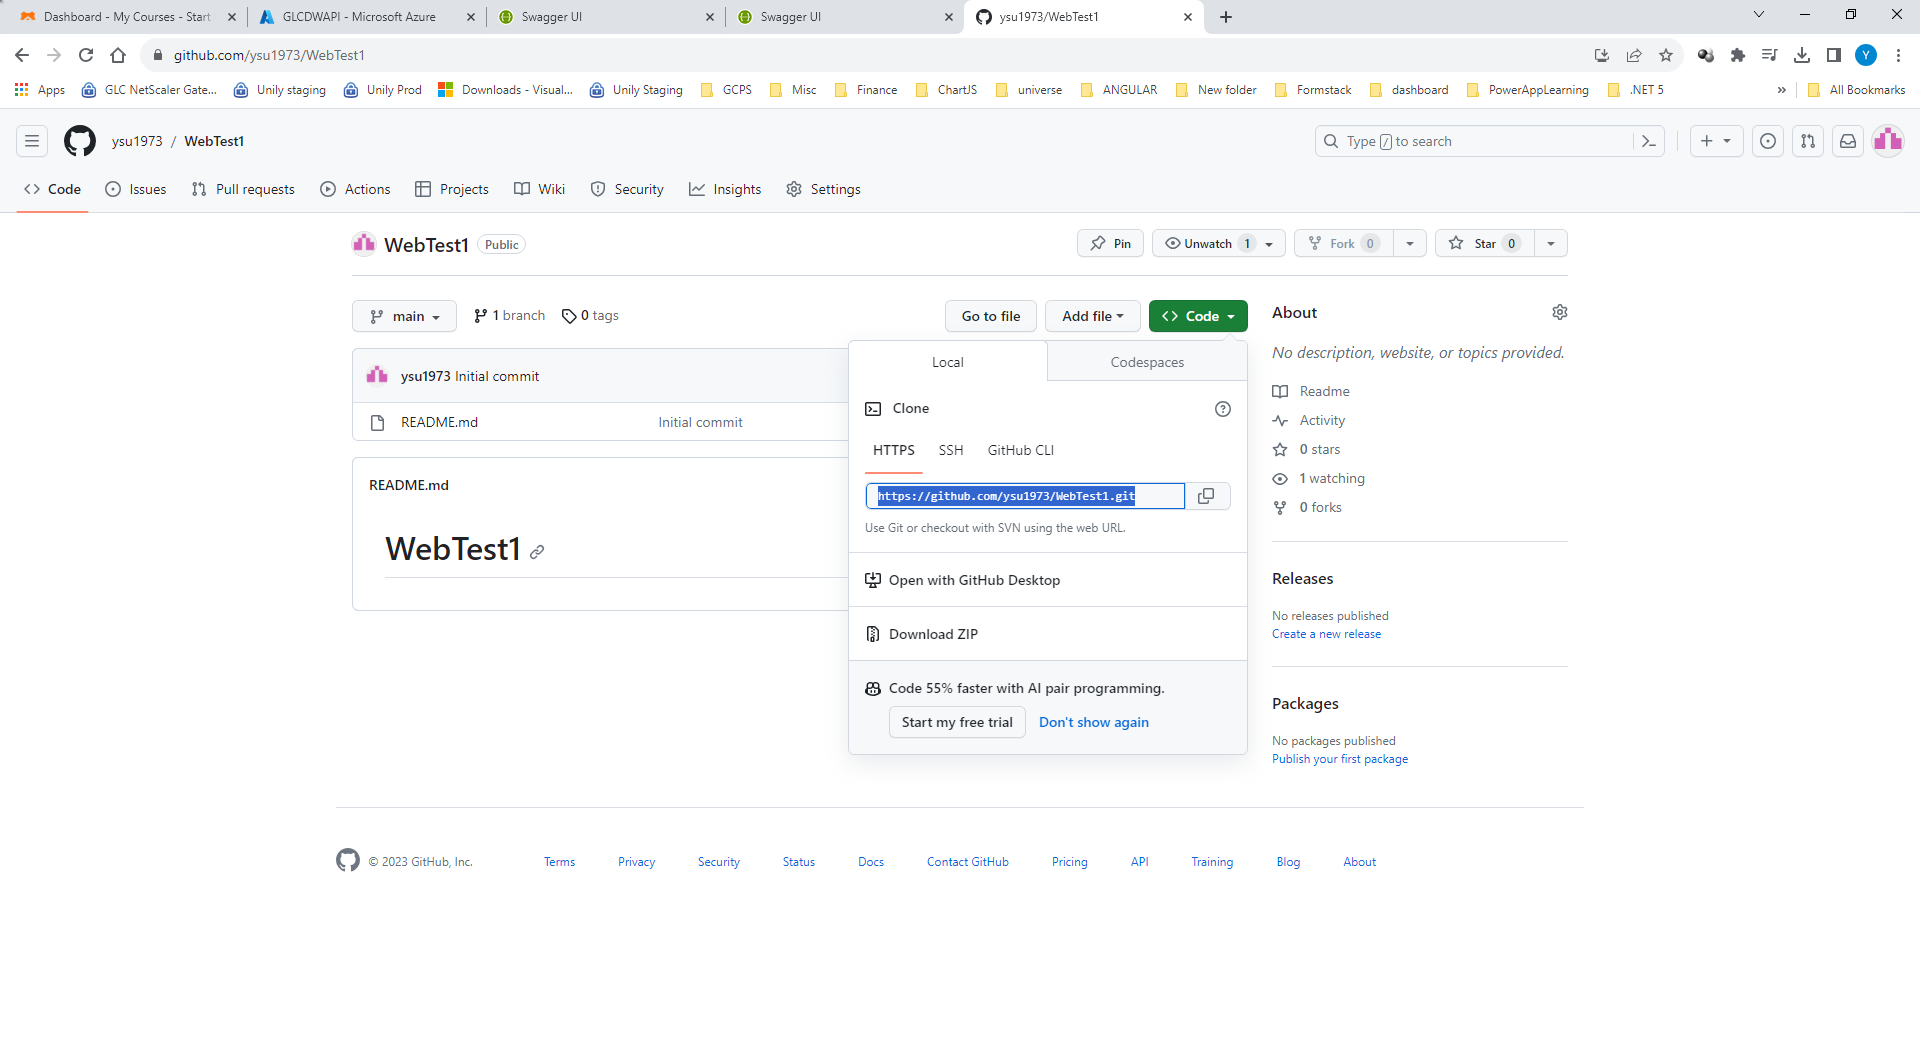 Dashboard - My Courses - Start
GLCDWAPI - Microsoft Azure
Swagger UI
Swagger UI
ysu1973/WebTest1
github.com/ysu1973/WebTest1
Y
Apps
GLC NetScaler Gate...
Unily staging
Unily Prod
Downloads - Visual...
Unily Staging
GCPS
Misc
Finance
ChartJS
universe
ANGULAR
New folder
Formstack
dashboard
PowerAppLearning
.NET 5
»
All Bookmarks
ysu1973 / WebTest1
Type / to search
Code
Issues
Pull requests
Actions
Projects
Wiki
Security
Insights
Settings
WebTest1 Public
Pin
Unwatch 1
Fork 0
Star 0
main
1 branch
0 tags
Go to file
Add file
Code
Local
Codespaces
ysu1973 Initial commit
README.md Initial commit
README.md
WebTest1
Clone
HTTPS SSH GitHub CLI
https://github.com/ysu1973/WebTest1.git
Use Git or checkout with SVN using the web URL.
Open with GitHub Desktop
Download ZIP
Code 55% faster with AI pair programming.
Start my free trial Don't show again
About
No description, website, or topics provided.
Readme
Activity
0 stars
1 watching
0 forks
Releases
No releases published
Create a new release
Packages
No packages published
Publish your first package
© 2023 GitHub, Inc.
Terms
Privacy
Security
Status
Docs
Contact GitHub
Pricing
API
Training
Blog
About